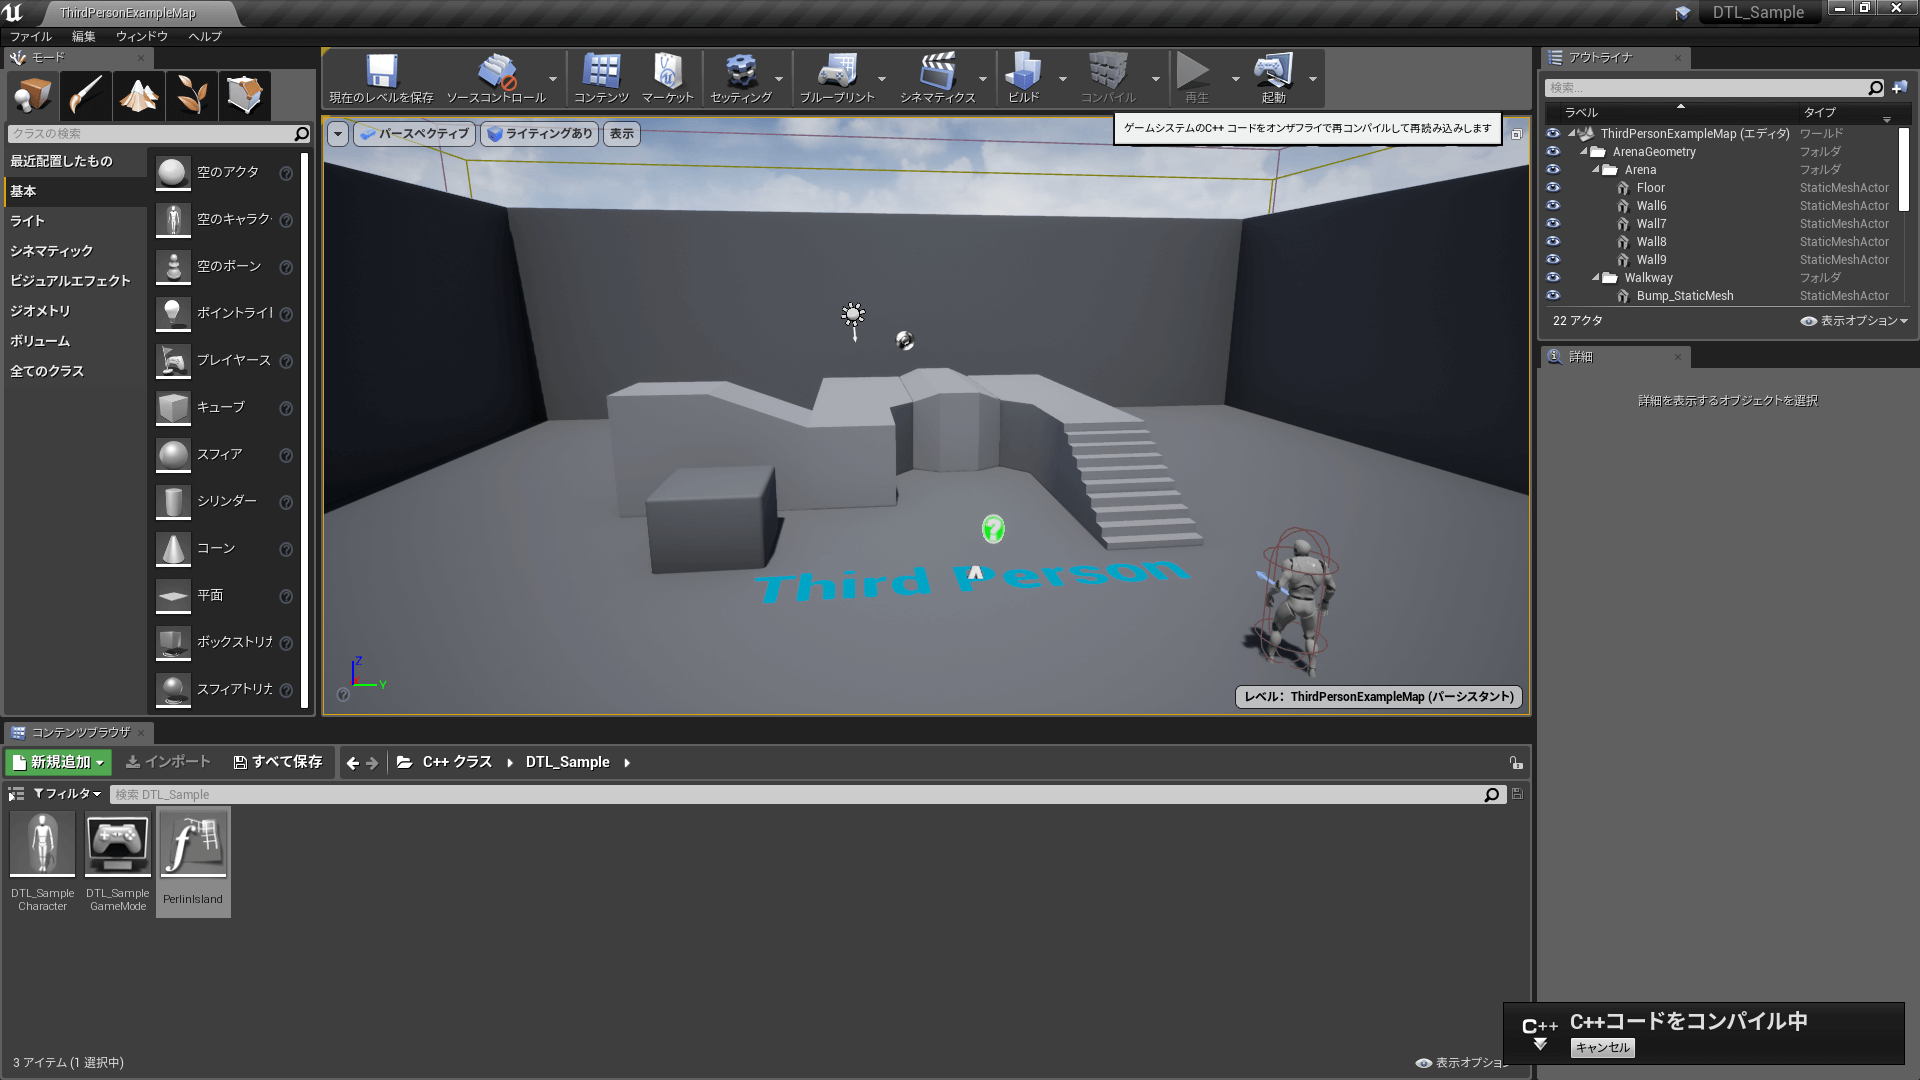 ThirdPersonExampleMap
DTL_Sample
ファイル 編集 ウィンドウ ヘルプ
モード
クラスの検索
最近配置したもの
基本
ライト
シネマティック
ビジュアルエフェクト
ジオメトリ
ボリューム
全てのクラス
空のアクタ
空のキャラク
空のポーン
ポイントライト
プレイヤース
キューブ
スフィア
シリンダー
コーン
平面
ボックストリガ
スフィアトリガ
現在のレベルを保存 ソースコントロール コンテンツ マーケット セッティング ブループリント シネマティクス ビルド コンパイル 再生 起動
パースペクティブ ライティングあり 表示
ゲームシステムのC++ コードをオンザフライで再コンパイルして再読み込みします
Third Person
Z
Y
レベル: ThirdPersonExampleMap (パーシスタント)
アウトライナ
検索...
ラベル タイプ
ThirdPersonExampleMap (エディタ) ワールド
ArenaGeometry フォルダ
Arena フォルダ
Floor StaticMeshActor
Wall6 StaticMeshActor
Wall7 StaticMeshActor
Wall8 StaticMeshActor
Wall9 StaticMeshActor
Walkway フォルダ
Bump_StaticMesh StaticMeshActor
22 アクタ 表示オプション
詳細
詳細を表示するオブジェクトを選択
コンテンツブラウザ
新規追加 インポート すべて保存 C++ クラス DTL_Sample
フィルタ 検索 DTL_Sample
DTL_Sample
Character
DTL_Sample
GameMode
PerlinIsland
3 アイテム (1 選択中) 表示オプション
C++ C++コードをコンパイル中
キャンセル